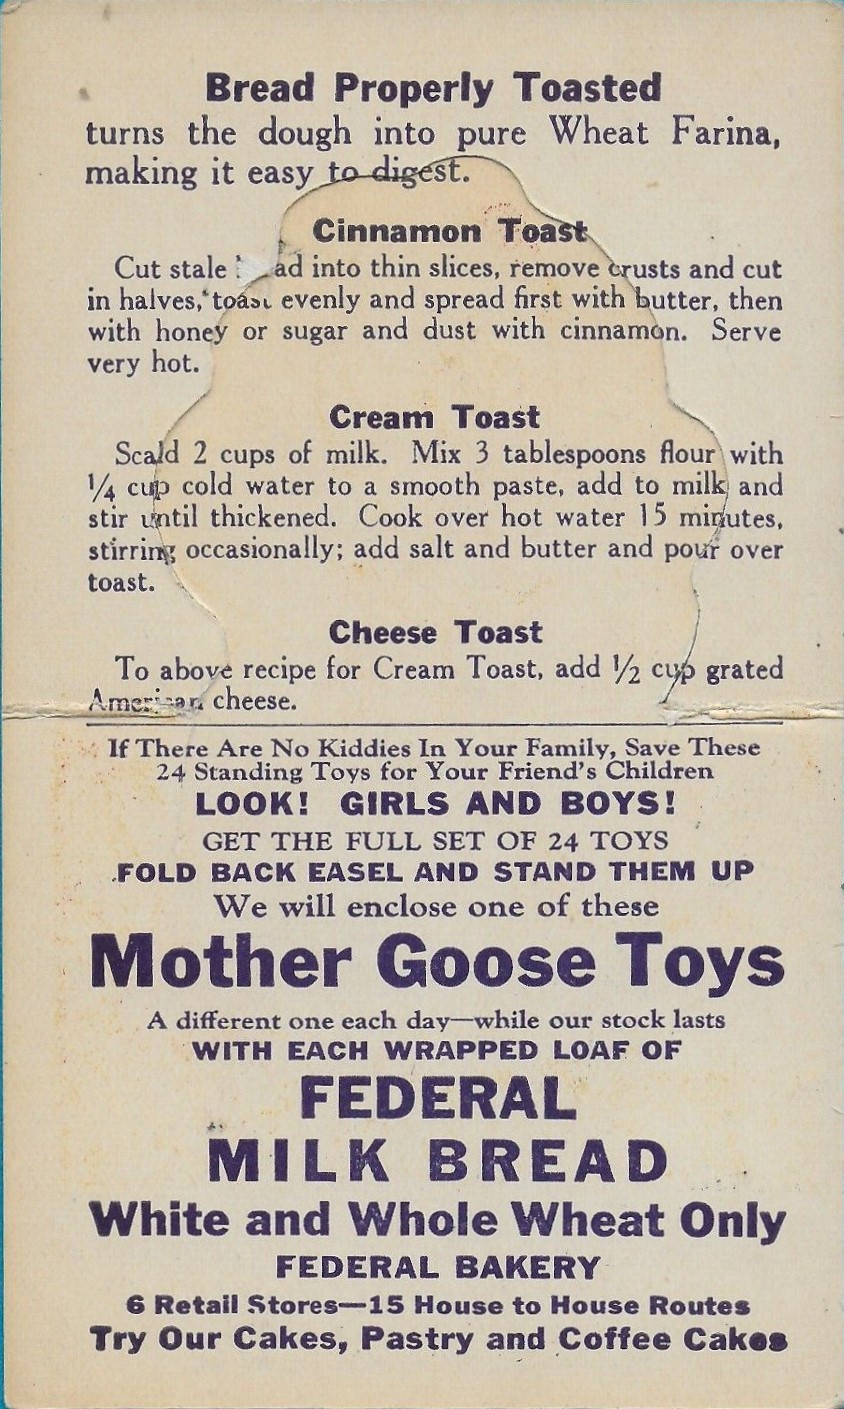 Bread Properly Toasted
turns the dough into pure Wheat Farina,
making it easy to digest.
Cinnamon Toast
Cut stale bread into thin slices, remove crusts and cut
in halves, toast evenly and spread first with butter, then
with honey or sugar and dust with cinnamon. Serve
very hot.
Cream Toast
Scald 2 cups of milk. Mix 3 tablespoons flour with
1/4 cup cold water to a smooth paste, add to milk and
stir until thickened. Cook over hot water 15 minutes,
stirring occasionally; add salt and butter and pour over
toast.
Cheese Toast
To above recipe for Cream Toast, add 1/2 cup grated
American cheese.
If There Are No Kiddies In Your Family, Save These
24 Standing Toys for Your Friend's Children
LOOK! GIRLS AND BOYS!
GET THE FULL SET OF 24 TOYS
FOLD BACK EASEL AND STAND THEM UP
We will enclose one of these
Mother Goose Toys
A different one each day—while our stock lasts
WITH EACH WRAPPED LOAF OF
FEDERAL
MILK BREAD
White and Whole Wheat Only
FEDERAL BAKERY
6 Retail Stores—15 House to House Routes
Try Our Cakes, Pastry and Coffee Cakes